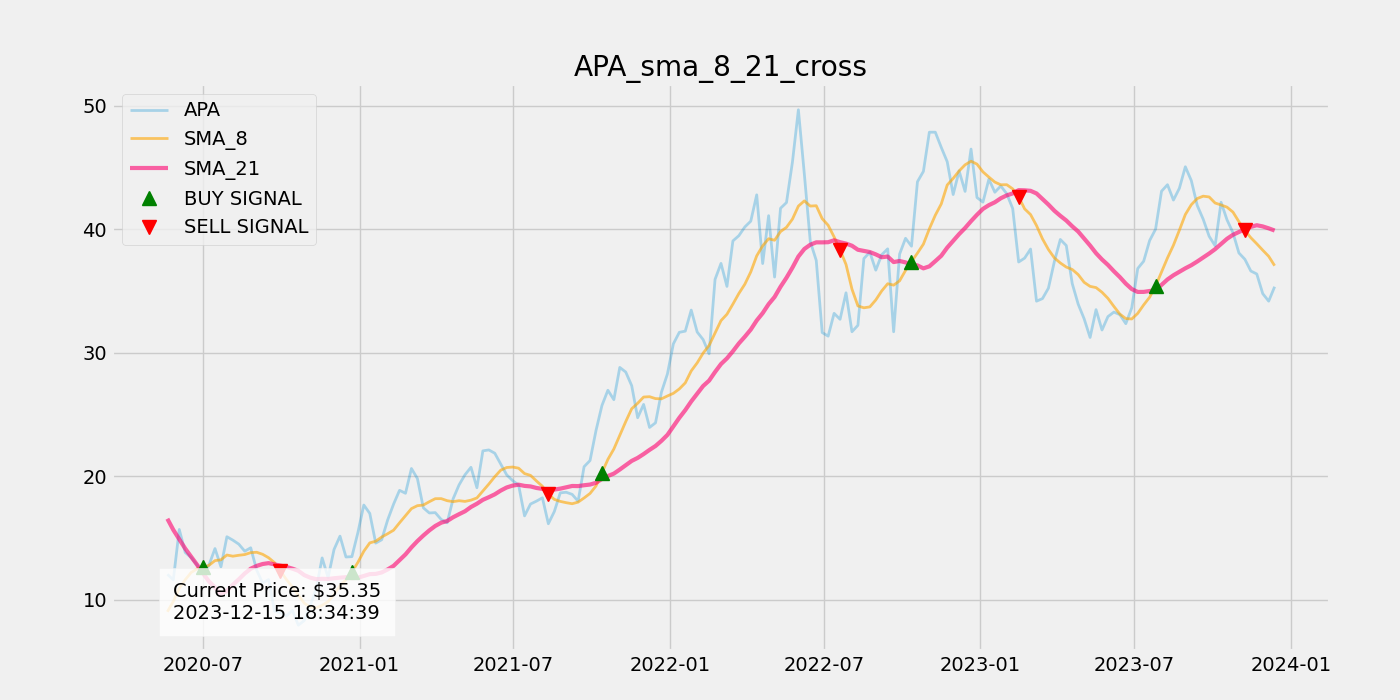 APA_sma_8_21_cross
50
40
30
20
10
APA
SMA_8
SMA_21
BUY SIGNAL
SELL SIGNAL
Current Price: $35.35
2023-12-15 18:34:39
2020-07
2021-01
2021-07
2022-01
2022-07
2023-01
2023-07
2024-01